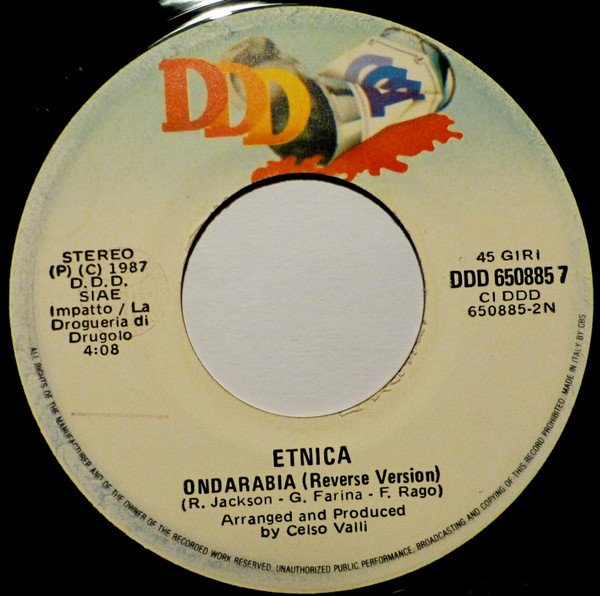 DDD
STEREO
(P) (C) 1987
D.D.D.
SIAE
Impatto / La
Drogueria di
Drugolo
4:08
45 GIRI
DDD 650885 7
CI DDD
650885-2N
ETNICA
ONDARABIA (Reverse Version)
(R. Jackson - G. Farina - F. Rago)
Arranged and Produced
by Celso Valli
ALL RIGHTS OF THE MANUFACTURER AND OF THE OWNER OF THE RECORDED WORK RESERVED. UNAUTHORIZED PUBLIC PERFORMANCE, BROADCASTING AND COPYING OF THIS RECORD PROHIBITED. MADE IN ITALY BY CBS